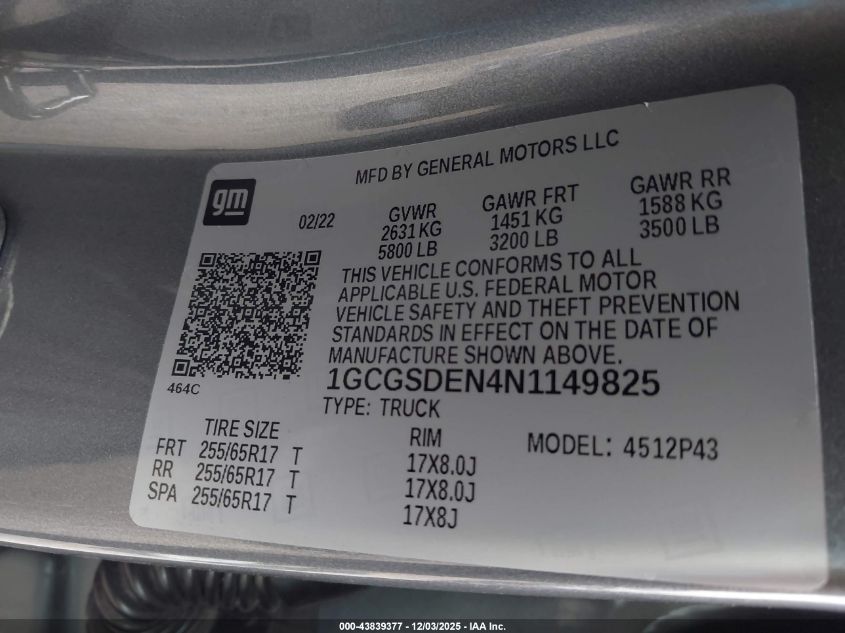 MFD BY GENERAL MOTORS LLC
gm
02/22
GVWR
2631 KG
5800 LB
GAWR FRT
1451 KG
3200 LB
GAWR RR
1588 KG
3500 LB
THIS VEHICLE CONFORMS TO ALL
APPLICABLE U.S. FEDERAL MOTOR
VEHICLE SAFETY AND THEFT PREVENTION
STANDARDS IN EFFECT ON THE DATE OF
MANUFACTURE SHOWN ABOVE.
464C
1GCGSDEN4N1149825
TYPE: TRUCK
TIRE SIZE
RIM
MODEL: 4512P43
FRT 255/65R17 T 17X8.0J
RR 255/65R17 T 17X8.0J
SPA 255/65R17 T 17X8J
000-43839377 - 12/03/2025 - IAA Inc.